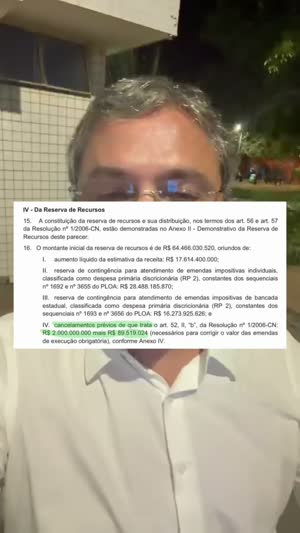 IV - Da Reserva de Recursos
15. A constituição da reserva de recursos e sua distribuição, nos termos dos art. 56 e art. 57
da Resolução nº 1/2006-CN, estão demonstradas no Anexo II - Demonstrativo da Reserva de
Recursos deste parecer.
16. O montante inicial da reserva de recursos é de R$ 64.466.030.520, oriundos de:
I. aumento líquido da estimativa da receita: R$ 17.614.400.000;
II. reserva de contingência para atendimento de emendas impositivas individuais,
classificada como despesa primária discricionária (RP 2), constantes dos sequenciais
nº 1692 e nº 3655 do PLOA: R$ 28.488.185.870;
III. reserva de contingência para atendimento de emendas impositivas de bancada
estadual, classificada como despesa primária discricionária (RP 2), constantes dos
sequenciais nº 1693 e nº 3656 do PLOA: R$ 16.273.925.626; e
IV. cancelamentos prévios de que trata o art. 52, II, "b", da Resolução nº 1/2006-CN:
R$ 2.000.000.000 mais R$ 89.519.024 (necessários para corrigir o valor das emendas
de execução obrigatória), conforme Anexo IV.